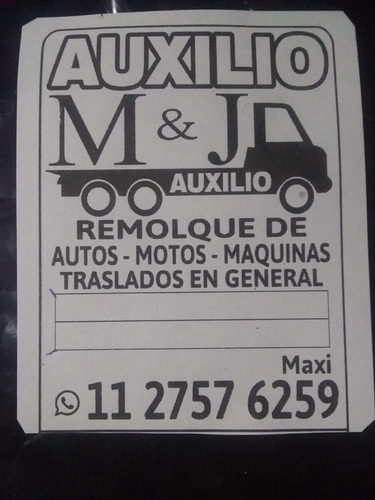 AUXILIO
M & J
AUXILIO
REMOLQUE DE
AUTOS - MOTOS - MAQUINAS
TRASLADOS EN GENERAL
Maxi
11 2757 6259